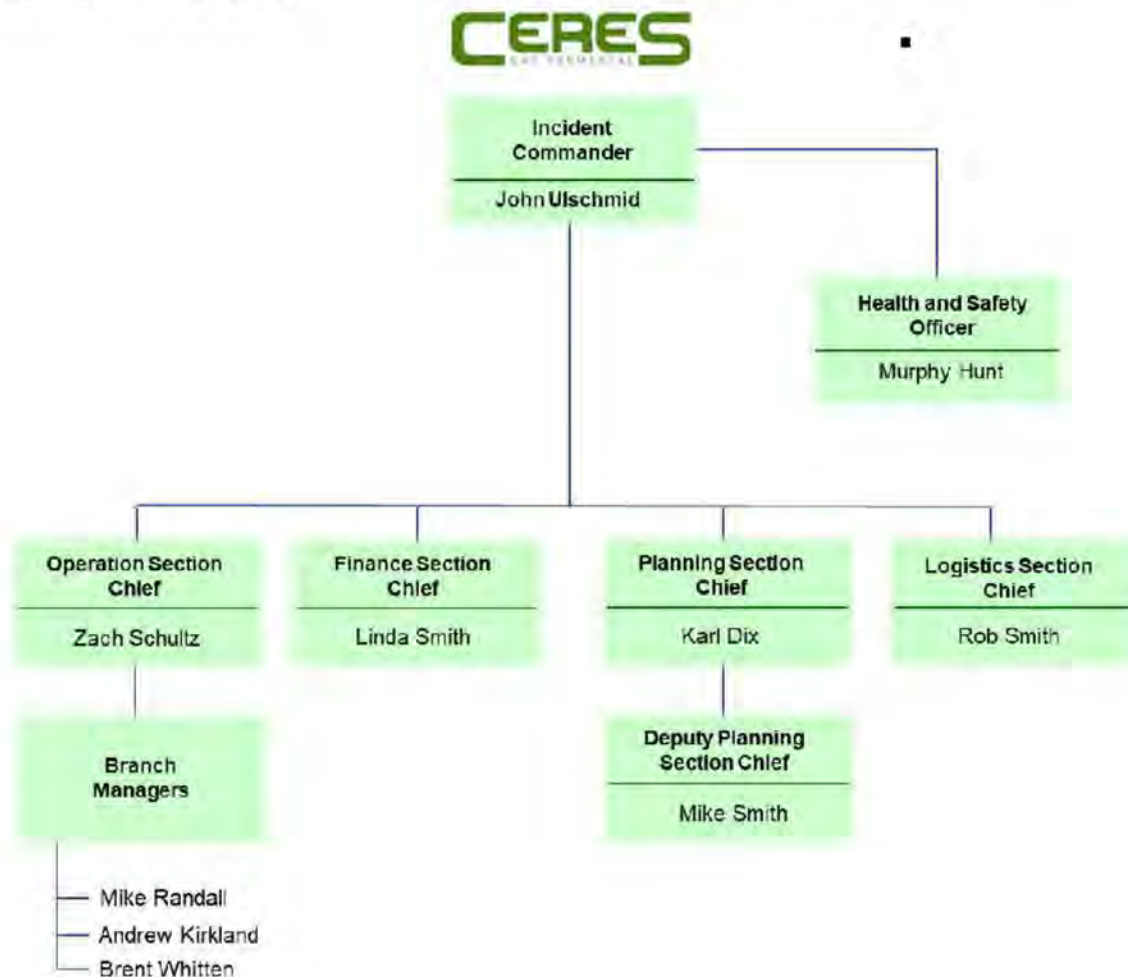 CERES
ENVIRONMENTAL
Incident
Commander
John Ulschmid
Health and Safety
Officer
Murphy Hunt
Operation Section
Chief
Zach Schultz
Finance Section
Chief
Linda Smith
Planning Section
Chief
Karl Dix
Logistics Section
Chief
Rob Smith
Branch
Managers
Deputy Planning
Section Chief
Mike Smith
Mike Randall
Andrew Kirkland
Brent Whitten